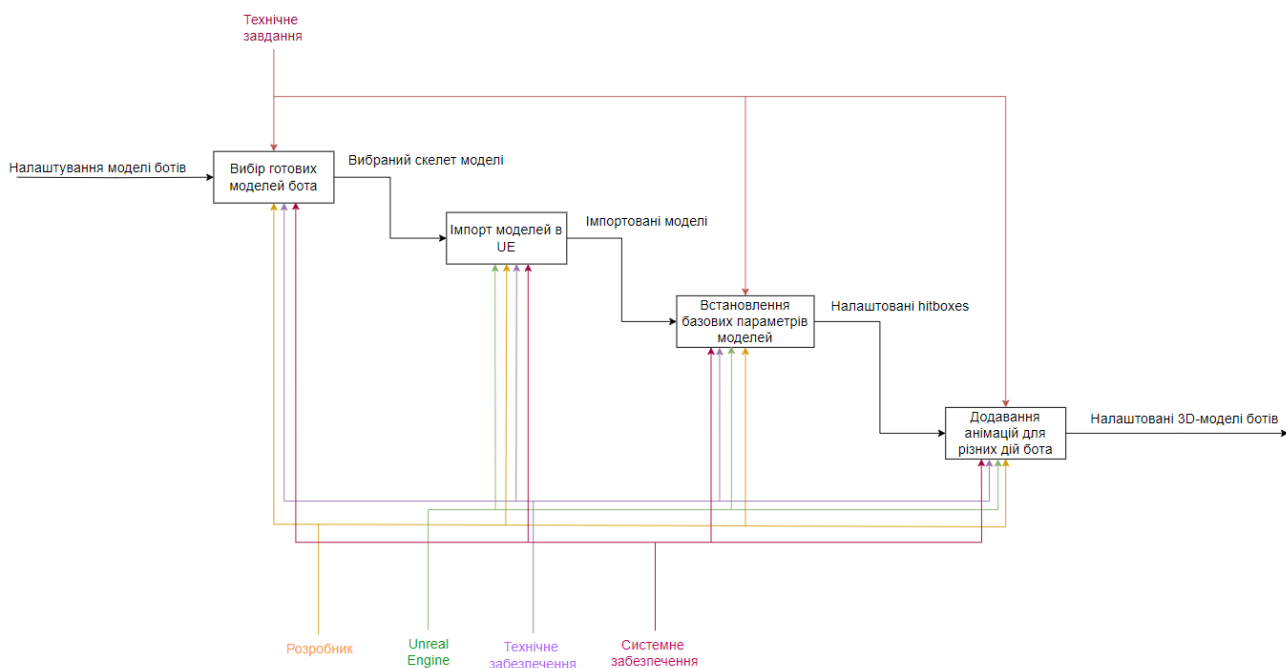 Технічне
завдання
Налаштування моделі ботів
Вибір готових
моделей бота
Вибраний скелет моделі
Імпорт моделей в
UE
Імпортовані моделі
Встановлення
базових параметрів
моделей
Налаштовані hitboxes
Додавання
анімацій для
різних дій бота
Налаштовані 3D-моделі ботів
Розробник
Unreal
Engine
Технічне
забезпечення
Системне
забезпечення